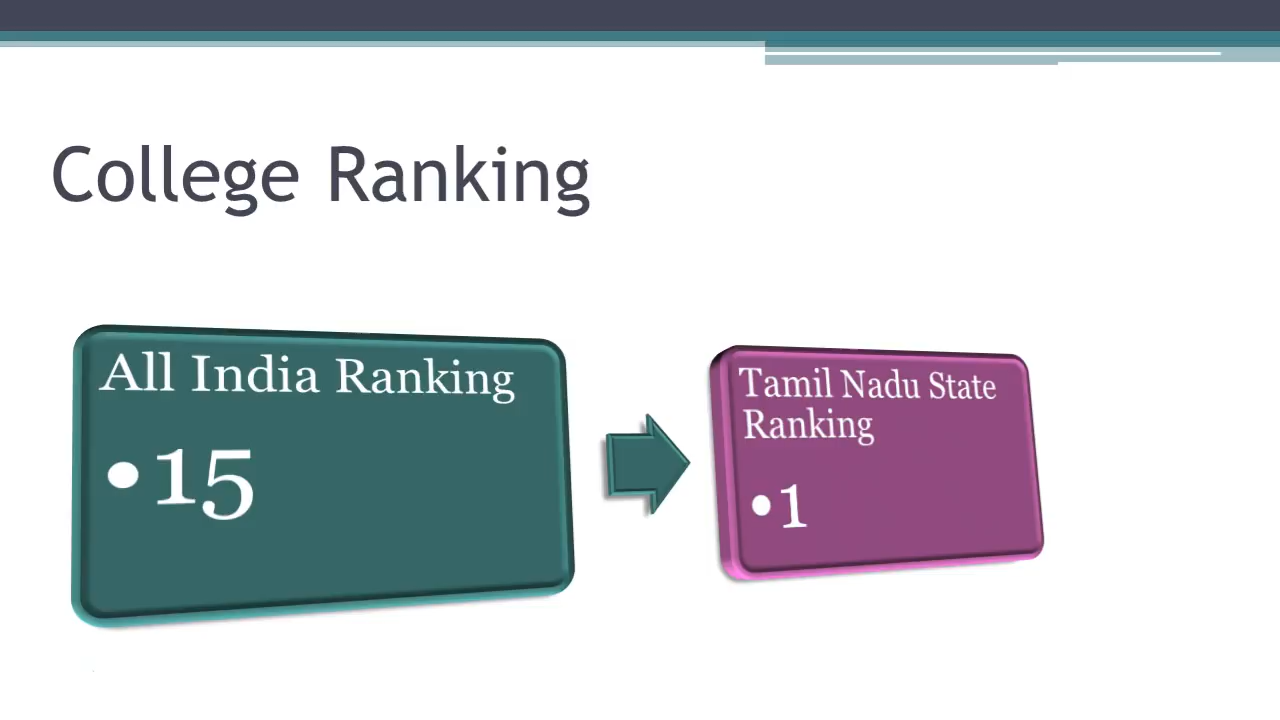 College Ranking
All India Ranking
•15
Tamil Nadu State
Ranking
•1